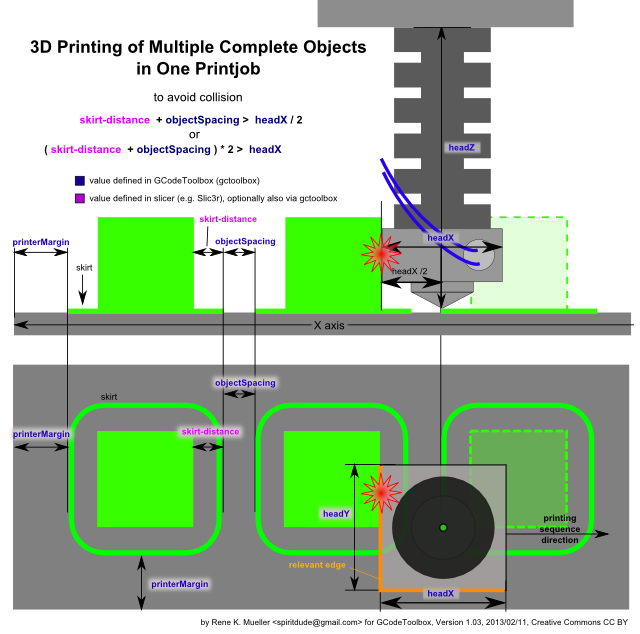 3D Printing of Multiple Complete Objects
in One Printjob
to avoid collision
skirt-distance + objectSpacing > headX / 2
or
( skirt-distance + objectSpacing ) * 2 > headX
value defined in GCodeToolbox (gctoolbox)
value defined in slicer (e.g. Slic3r), optionally also via gctoolbox
headZ
skirt-distance
printerMargin
objectSpacing
headX
skirt
headX /2
X axis
objectSpacing
skirt
printerMargin
skirt-distance
headY
printing
sequence
direction
relevant edge
printerMargin
headX
by Rene K. Mueller <spiritdude@gmail.com> for GCodeToolbox, Version 1.03, 2013/02/11, Creative Commons CC BY